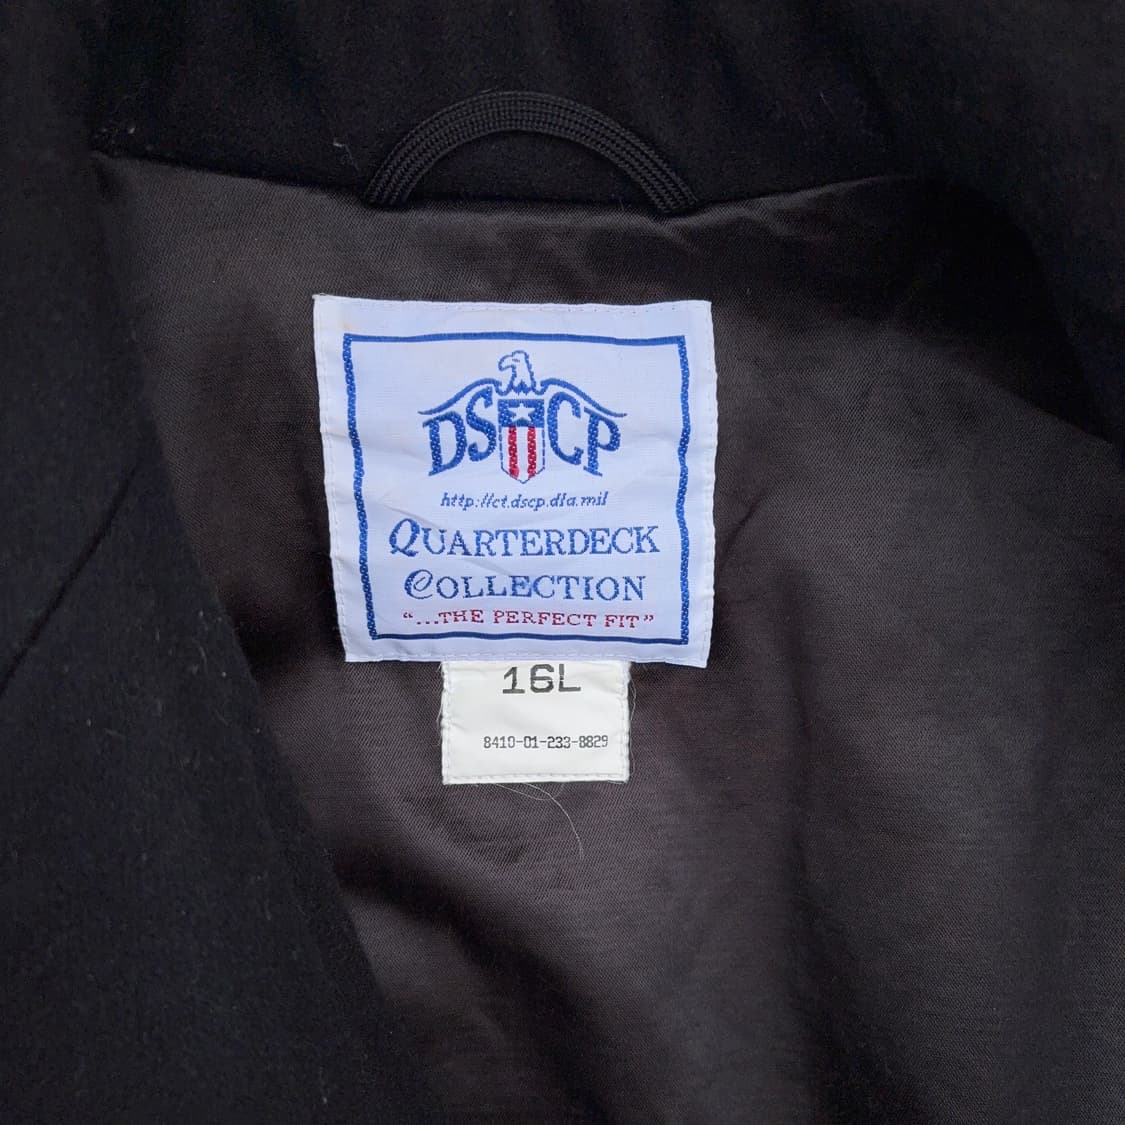 DSCP
http://ct.dscp.dla.mil
QUARTERDECK
COLLECTION
"...THE PERFECT FIT"
16L
8410-01-233-8829